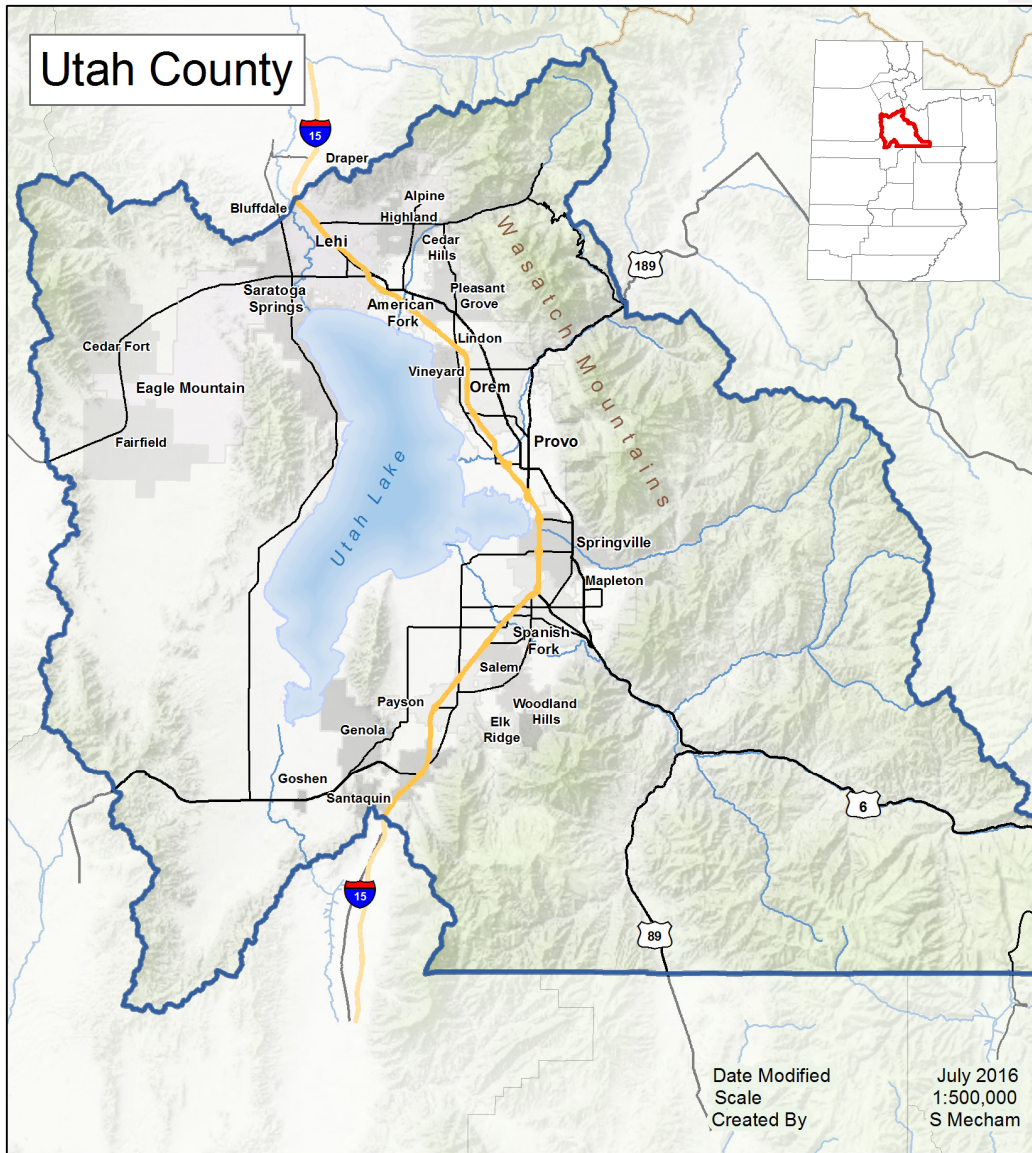 Utah County
15
Draper
Alpine
Bluffdale
Highland
Lehi
Cedar
Hills
189
Wasatch Mountains
Saratoga
Springs
Pleasant
Grove
American
Fork
Lindon
Cedar Fort
Vineyard
Eagle Mountain
Orem
Fairfield
Provo
Utah Lake
Springville
Mapleton
Spanish
Fork
Salem
Payson
Woodland
Hills
Elk
Ridge
Genola
Goshen
Santaquin
6
15
89
Date Modified July 2016
Scale 1:500,000
Created By S Mecham